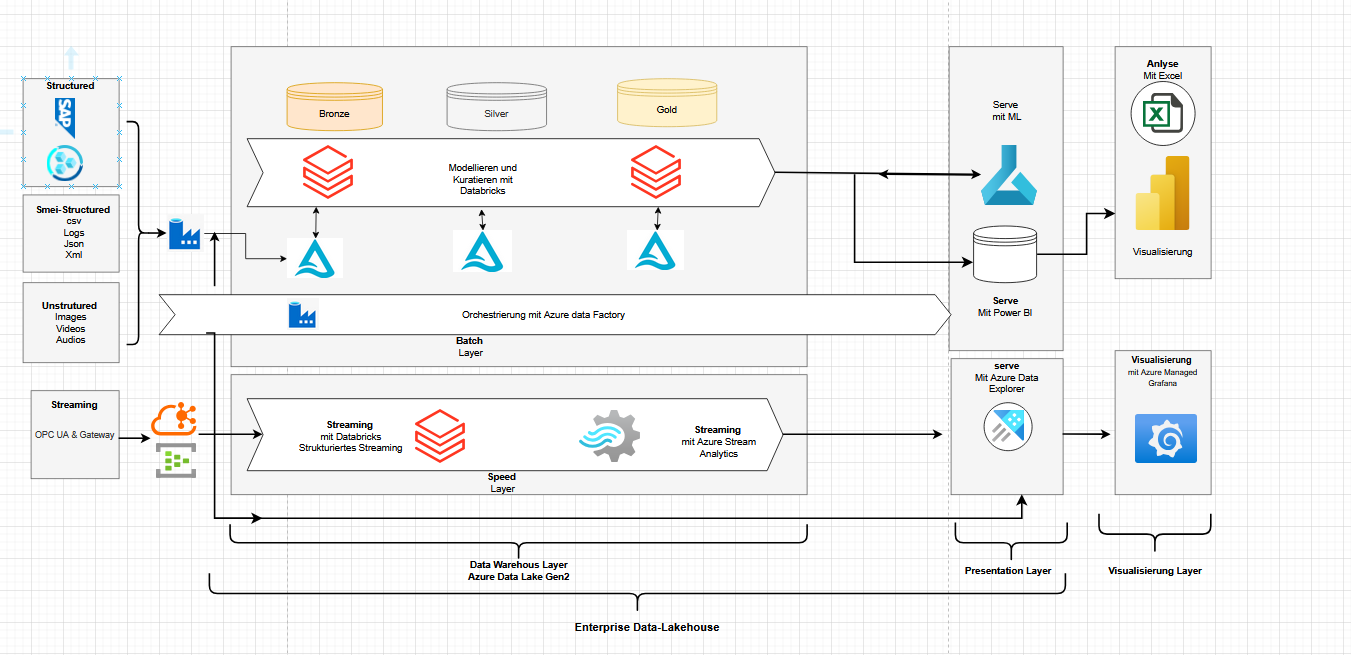 Structured
SAP
Smei-Structured
csv
Logs
Json
Xml
Unstrutured
Images
Videos
Audios
Streaming
OPC UA & Gateway
Bronze
Silver
Gold
Modellieren und
Kuratieren mit
Databricks
Orchestrierung mit Azure data Factory
Batch
Layer
Streaming
mit Databricks
Strukturiertes Streaming
Streaming
mit Azure Stream
Analytics
Speed
Layer
Serve
mit ML
Serve
Mit Power BI
serve
Mit Azure Data
Explorer
Anlyse
Mit Excel
X
Visualisierung
Visualisierung
mit Azure Managed
Grafana
Data Warehous Layer
Azure Data Lake Gen2
Presentation Layer
Visualisierung Layer
Enterprise Data-Lakehouse